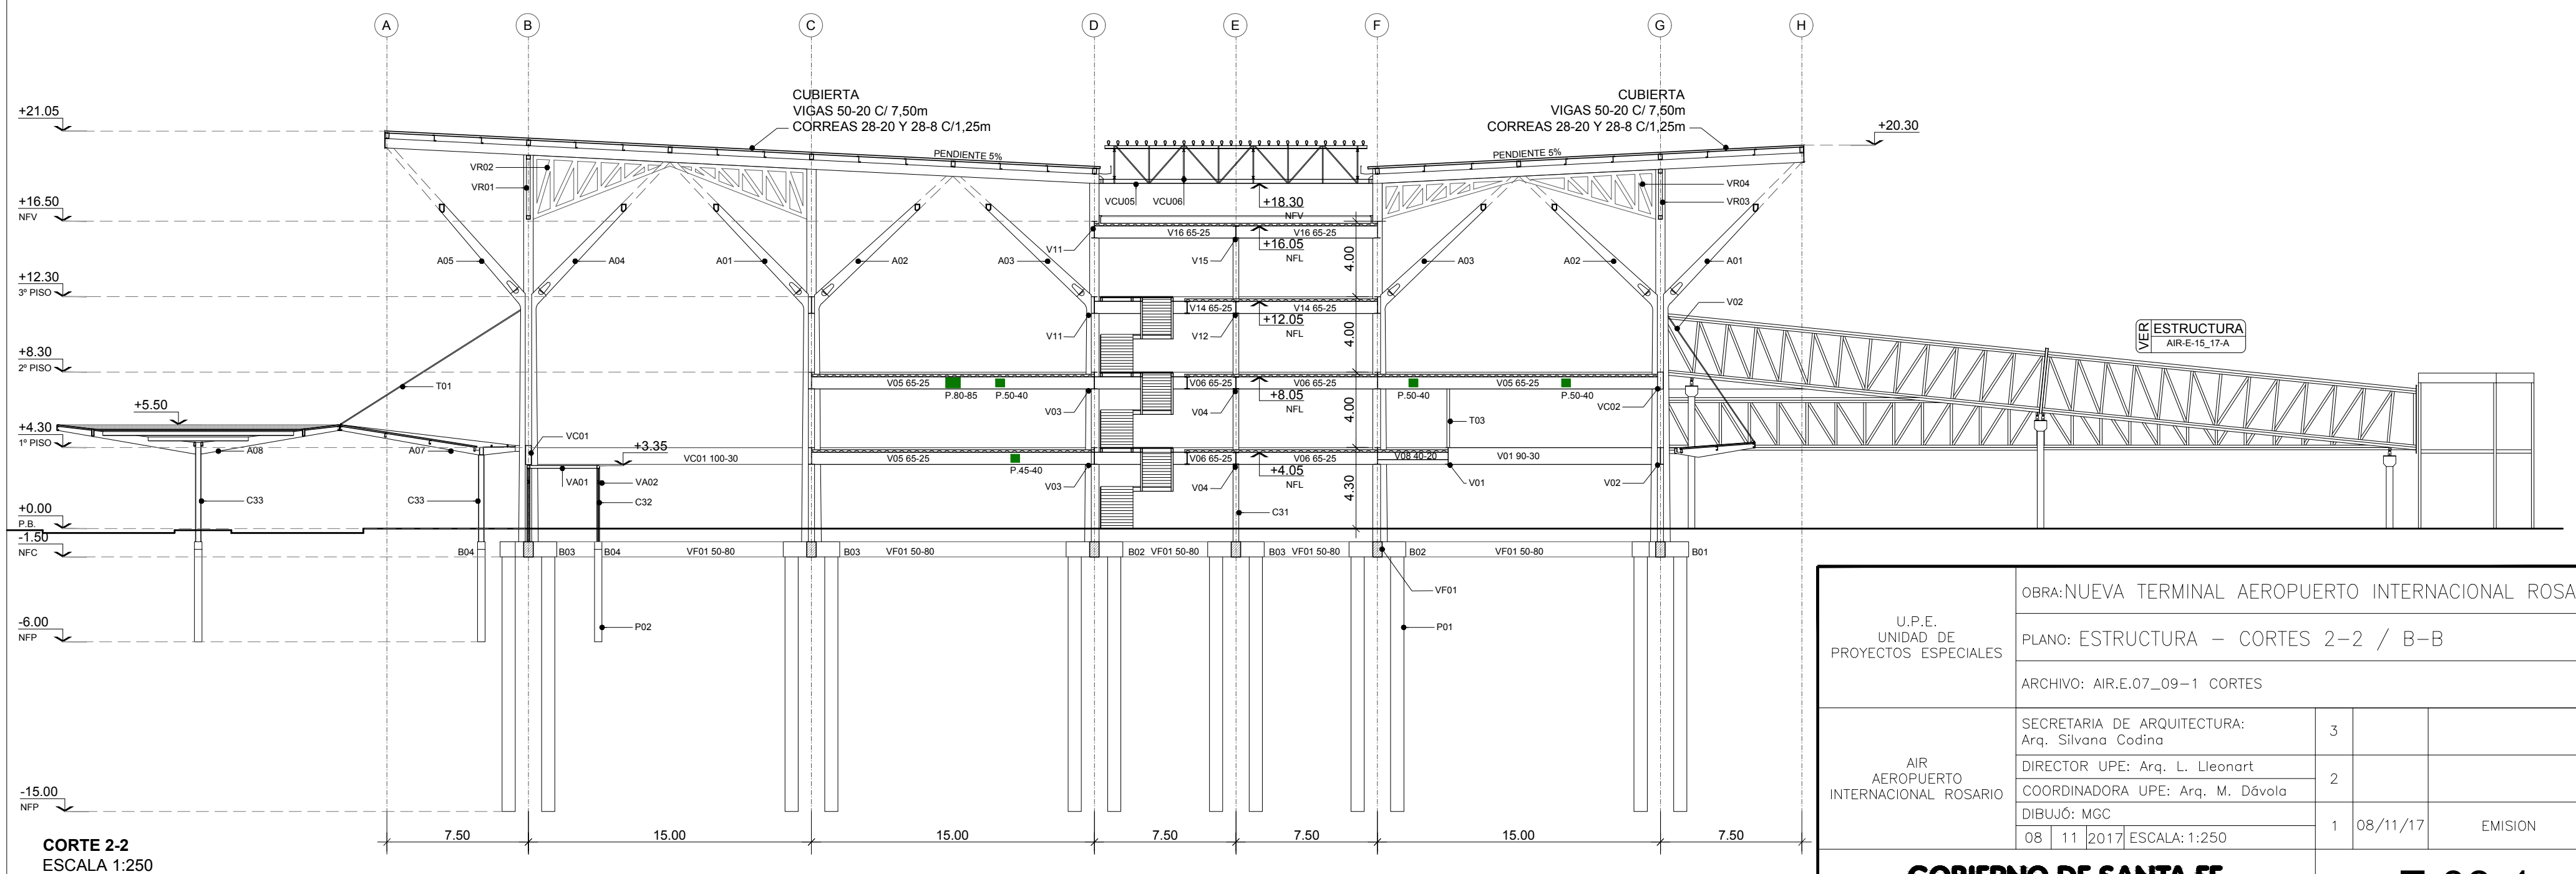 A
B
C
D
E
F
G
H
CUBIERTA
VIGAS 50-20 C/ 7,50m
CORREAS 28-20 Y 28-8 C/1,25m
CUBIERTA
VIGAS 50-20 C/ 7,50m
CORREAS 28-20 Y 28-8 C/1,25m
+21.05
+20.30
PENDIENTE 5%
PENDIENTE 5%
VR02
VR01
VR04
VR03
VCU05
VCU06
+18.30
NFV
+16.50
NFV
V11
V16 65-25
V16 65-25
V15
+16.05
NFL
4.00
A05
A04
A01
A02
A03
A03
A02
A01
+12.30
3º PISO
V14 65-25
V14 65-25
V11
V12
+12.05
NFL
4.00
V02
VER
ESTRUCTURA
AIR-E-15_17-A
+8.30
2º PISO
T01
V05 65-25
P.80-85
P.50-40
V06 65-25
V06 65-25
V05 65-25
P.50-40
P.50-40
V03
V04
+8.05
NFL
4.00
VC02
T03
+5.50
+4.30
1º PISO
A08
A07
VC01
+3.35
VC01 100-30
V05 65-25
P.45-40
V06 65-25
V06 65-25
V08 40-20
V01 90-30
V03
V04
+4.05
NFL
V01
V02
VA01
VA02
C33
C33
C32
C31
4.30
+0.00
P.B.
-1.50
NFC
B04
B03
B04
VF01 50-80
B03
VF01 50-80
B02
VF01 50-80
B03
VF01 50-80
B02
VF01 50-80
B01
VF01
-6.00
NFP
P02
P01
-15.00
NFP
7.50
15.00
15.00
7.50
7.50
15.00
7.50
CORTE 2-2
ESCALA 1:250
U.P.E.
UNIDAD DE
PROYECTOS ESPECIALES
OBRA: NUEVA TERMINAL AEROPUERTO INTERNACIONAL ROSA
PLANO: ESTRUCTURA - CORTES 2-2 / B-B
ARCHIVO: AIR.E.07_09-1 CORTES
AIR
AEROPUERTO
INTERNACIONAL ROSARIO
SECRETARIA DE ARQUITECTURA:
Arq. Silvana Codina
3
DIRECTOR UPE: Arq. L. Lleonart
2
COORDINADORA UPE: Arq. M. Dávola
DIBUJÓ: MGC
08 11 2017 ESCALA: 1:250
1 08/11/17 EMISION
GOBIERNO DE SANTA FE